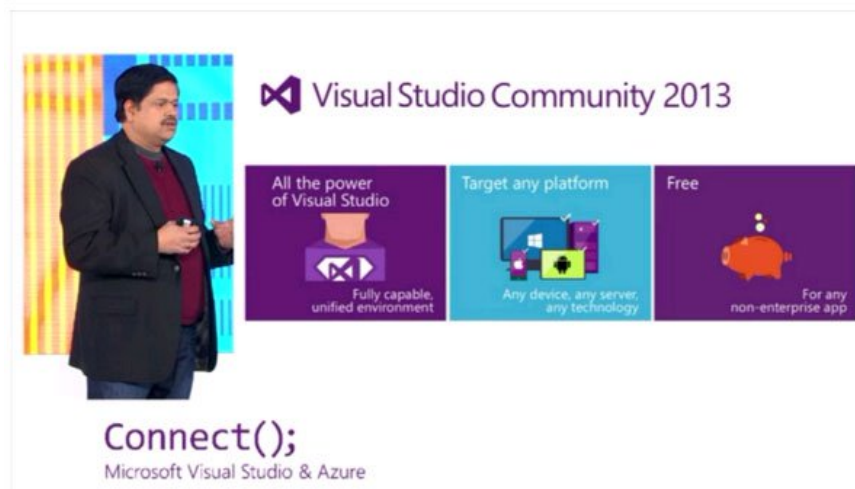 Visual Studio Community 2013
All the power
of Visual Studio
Fully capable,
unified environment
Target any platform
Any device, any server,
any technology
Free
For any
non-enterprise app
Connect();
Microsoft Visual Studio & Azure